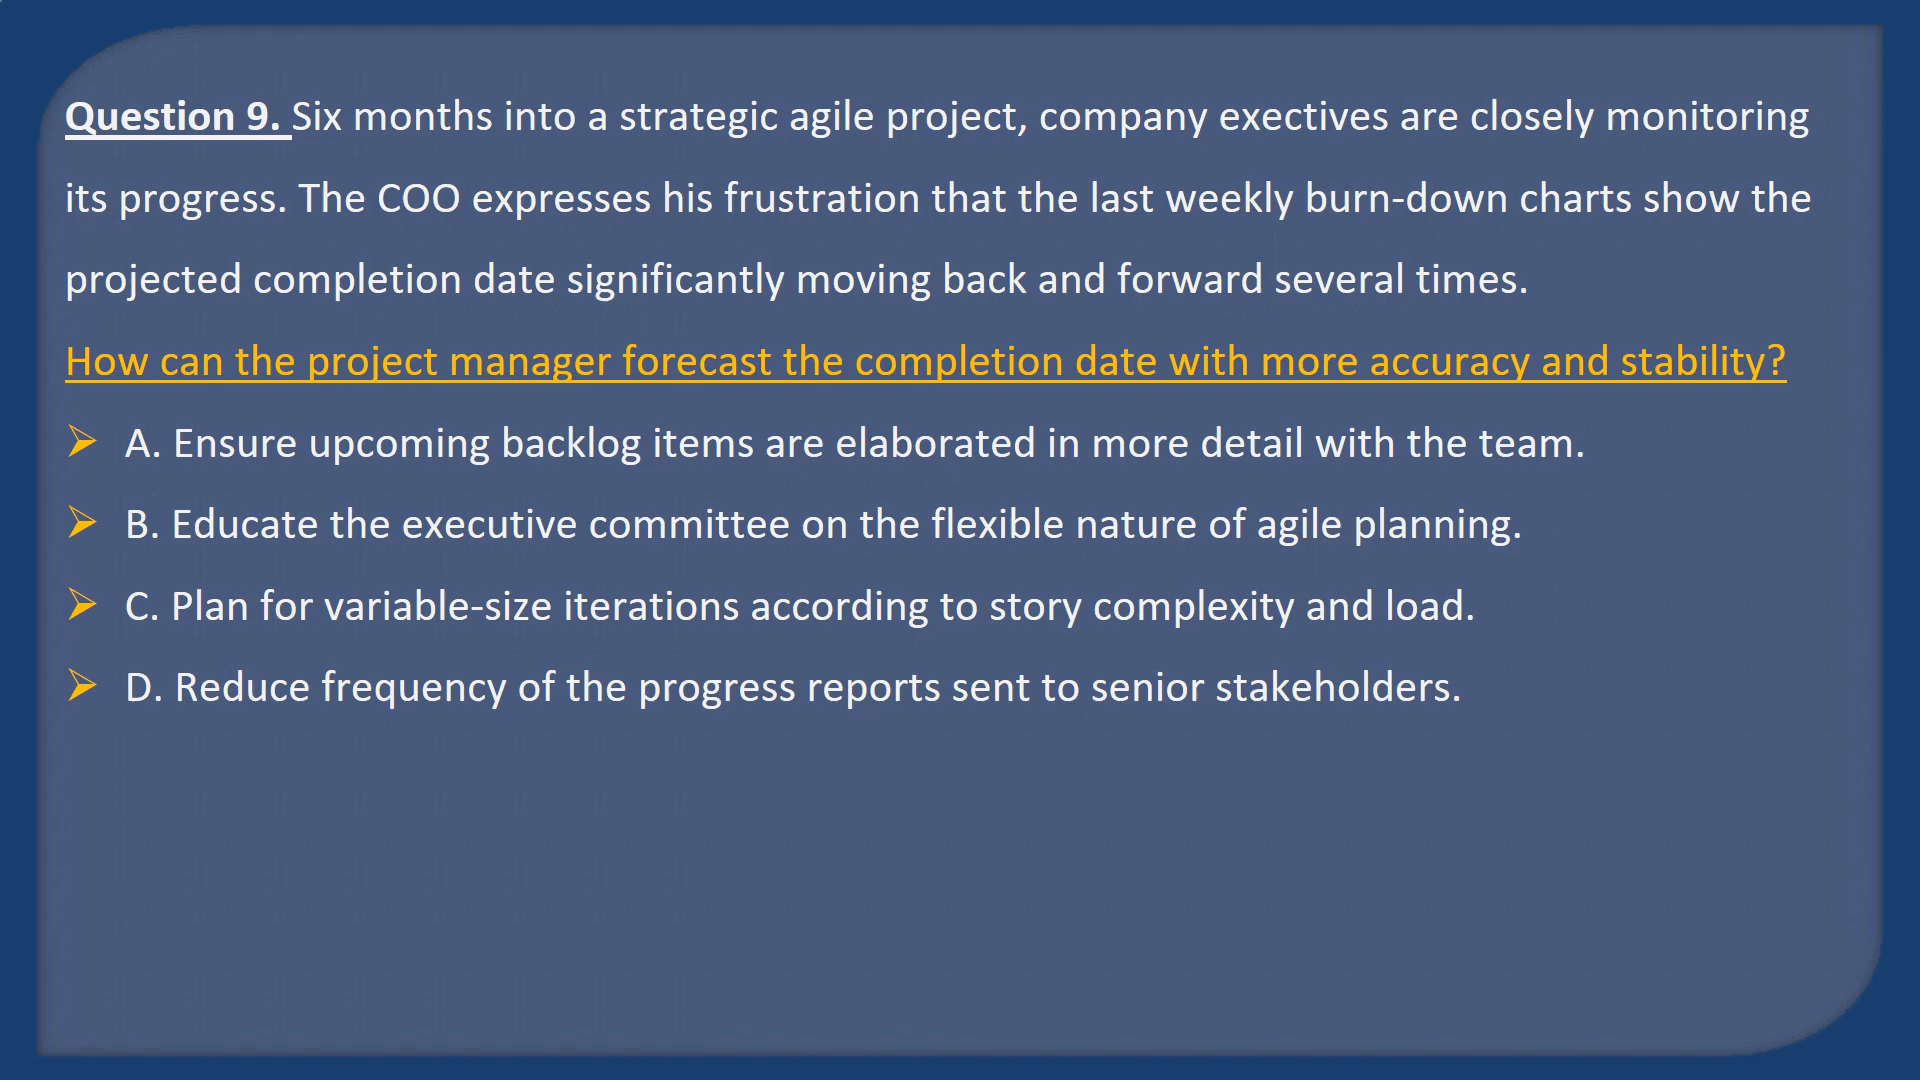 Question 9. Six months into a strategic agile project, company exectives are closely monitoring
its progress. The COO expresses his frustration that the last weekly burn-down charts show the
projected completion date significantly moving back and forward several times.
How can the project manager forecast the completion date with more accuracy and stability?
A. Ensure upcoming backlog items are elaborated in more detail with the team.
B. Educate the executive committee on the flexible nature of agile planning.
C. Plan for variable-size iterations according to story complexity and load.
D. Reduce frequency of the progress reports sent to senior stakeholders.